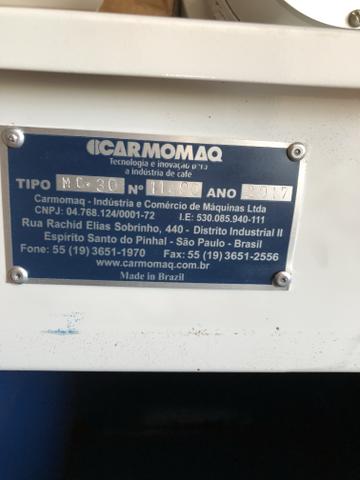 CARMOMAQ
Tecnologia e inovação para
a indústria de café
TIPO MC-30 Nº ANO 2017
Carmomaq - Indústria e Comércio de Máquinas Ltda
CNPJ: 04.768.124/0001-72 I.E: 530.085.940-111
Rua Rachid Elias Sobrinho, 440 - Distrito Industrial II
Espírito Santo do Pinhal - São Paulo - Brasil
Fone: 55 (19) 3651-1970 Fax: 55 (19) 3651-2556
www.carmomaq.com.br
Made in Brazil